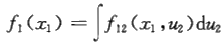 f₁(x₁) = ∫f₁₂(x₁, u₂)du₂